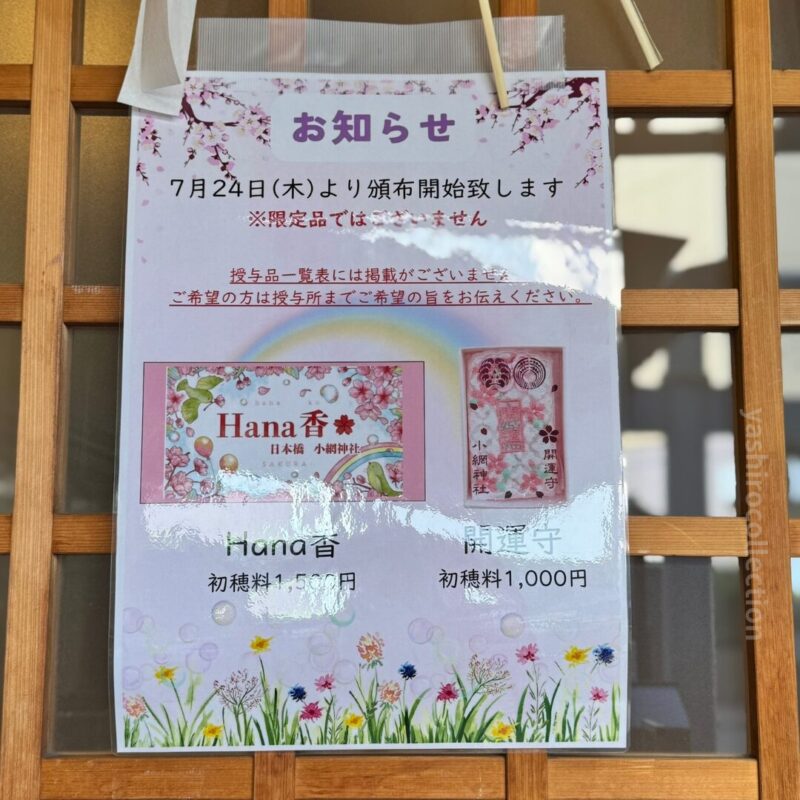 お知らせ
7月24日(木)より頒布開始致します
※限定品ではございません
授与品一覧表には掲載がございません
ご希望の方は授与所までご希望の旨をお伝えください。
Hana香
日本橋 小網神社
SAKURA
開運守
小網神社
Hana香
初穂料1,500円
開運守
初穂料1,000円
yashirocollection